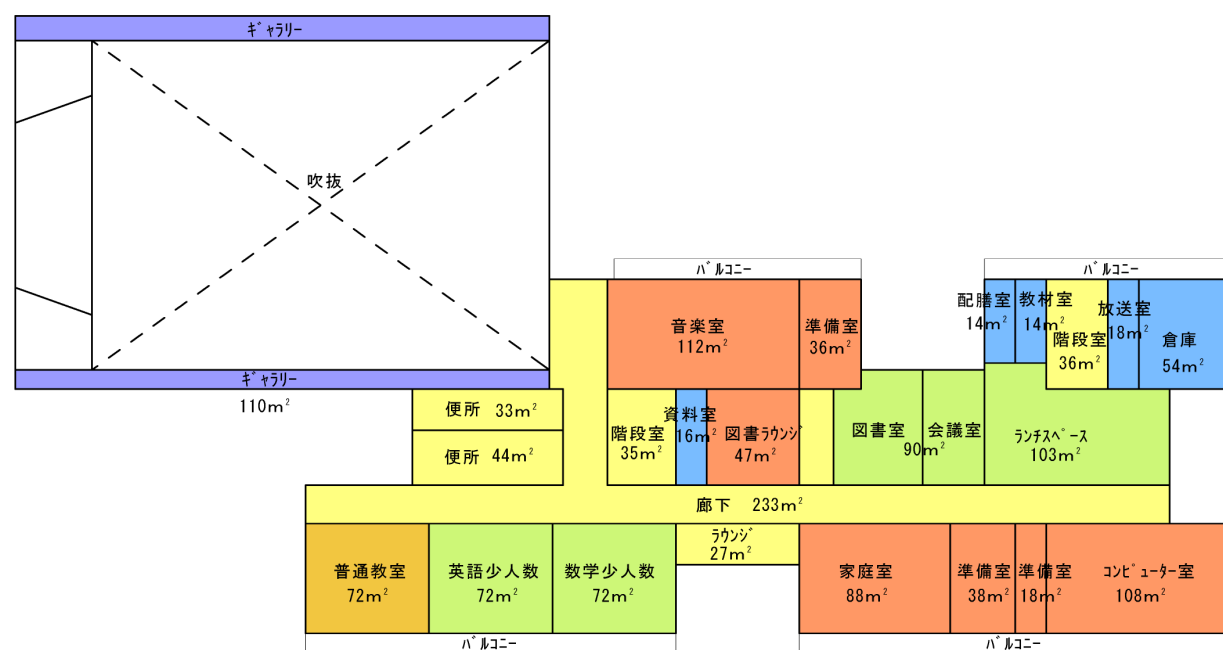 ギャラリー
吹抜
ギャラリー
110m²
バルコニー
バルコニー
音楽室
112m²
準備室
36m²
配膳室
14m²
教材室
14m²
階段室
36m²
放送室
18m²
倉庫
54m²
便所 33m²
便所 44m²
階段室
35m²
資料室
16m²
図書ラウンジ
47m²
図書室
会議室
90m²
ランチスペース
103m²
廊下 233m²
ラウンジ
27m²
普通教室
72m²
英語少人数
72m²
数学少人数
72m²
家庭室
88m²
準備室
38m²
準備室
18m²
コンピューター室
108m²
バルコニー
バルコニー